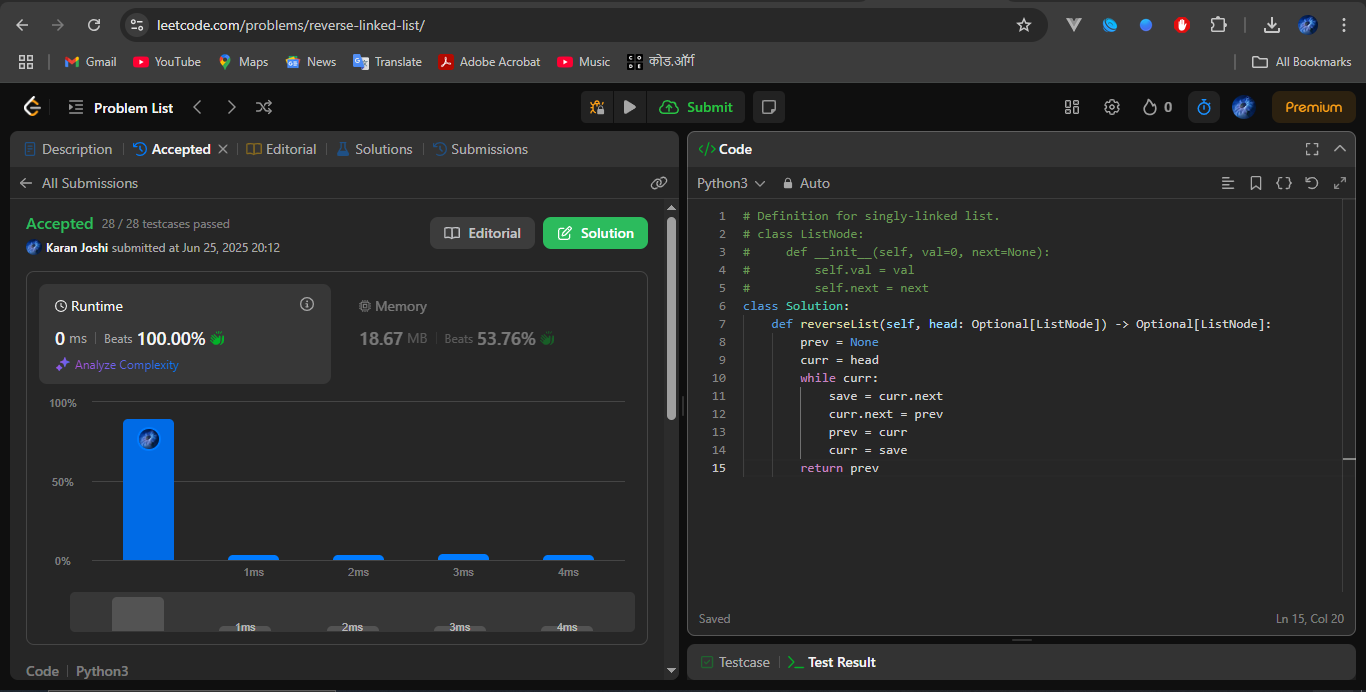 leetcode.com/problems/reverse-linked-list/
Gmail YouTube Maps News Translate Adobe Acrobat Music कोड.ऑर्ग All Bookmarks
Problem List Submit 0 Premium
Description Accepted Editorial Solutions Submissions
All Submissions
Accepted 28 / 28 testcases passed
Karan Joshi submitted at Jun 25, 2025 20:12
Editorial Solution
Runtime
0 ms Beats 100.00%
Analyze Complexity
Memory
18.67 MB Beats 53.76%
100%
50%
0%
1ms 2ms 3ms 4ms
1ms 2ms 3ms 4ms
Code Python3
Code
Python3 Auto
1 # Definition for singly-linked list.
2 # class ListNode:
3 #     def __init__(self, val=0, next=None):
4 #         self.val = val
5 #         self.next = next
6 class Solution:
7     def reverseList(self, head: Optional[ListNode]) -> Optional[ListNode]:
8         prev = None
9         curr = head
10         while curr:
11             save = curr.next
12             curr.next = prev
13             prev = curr
14             curr = save
15         return prev
Saved Ln 15, Col 20
Testcase Test Result